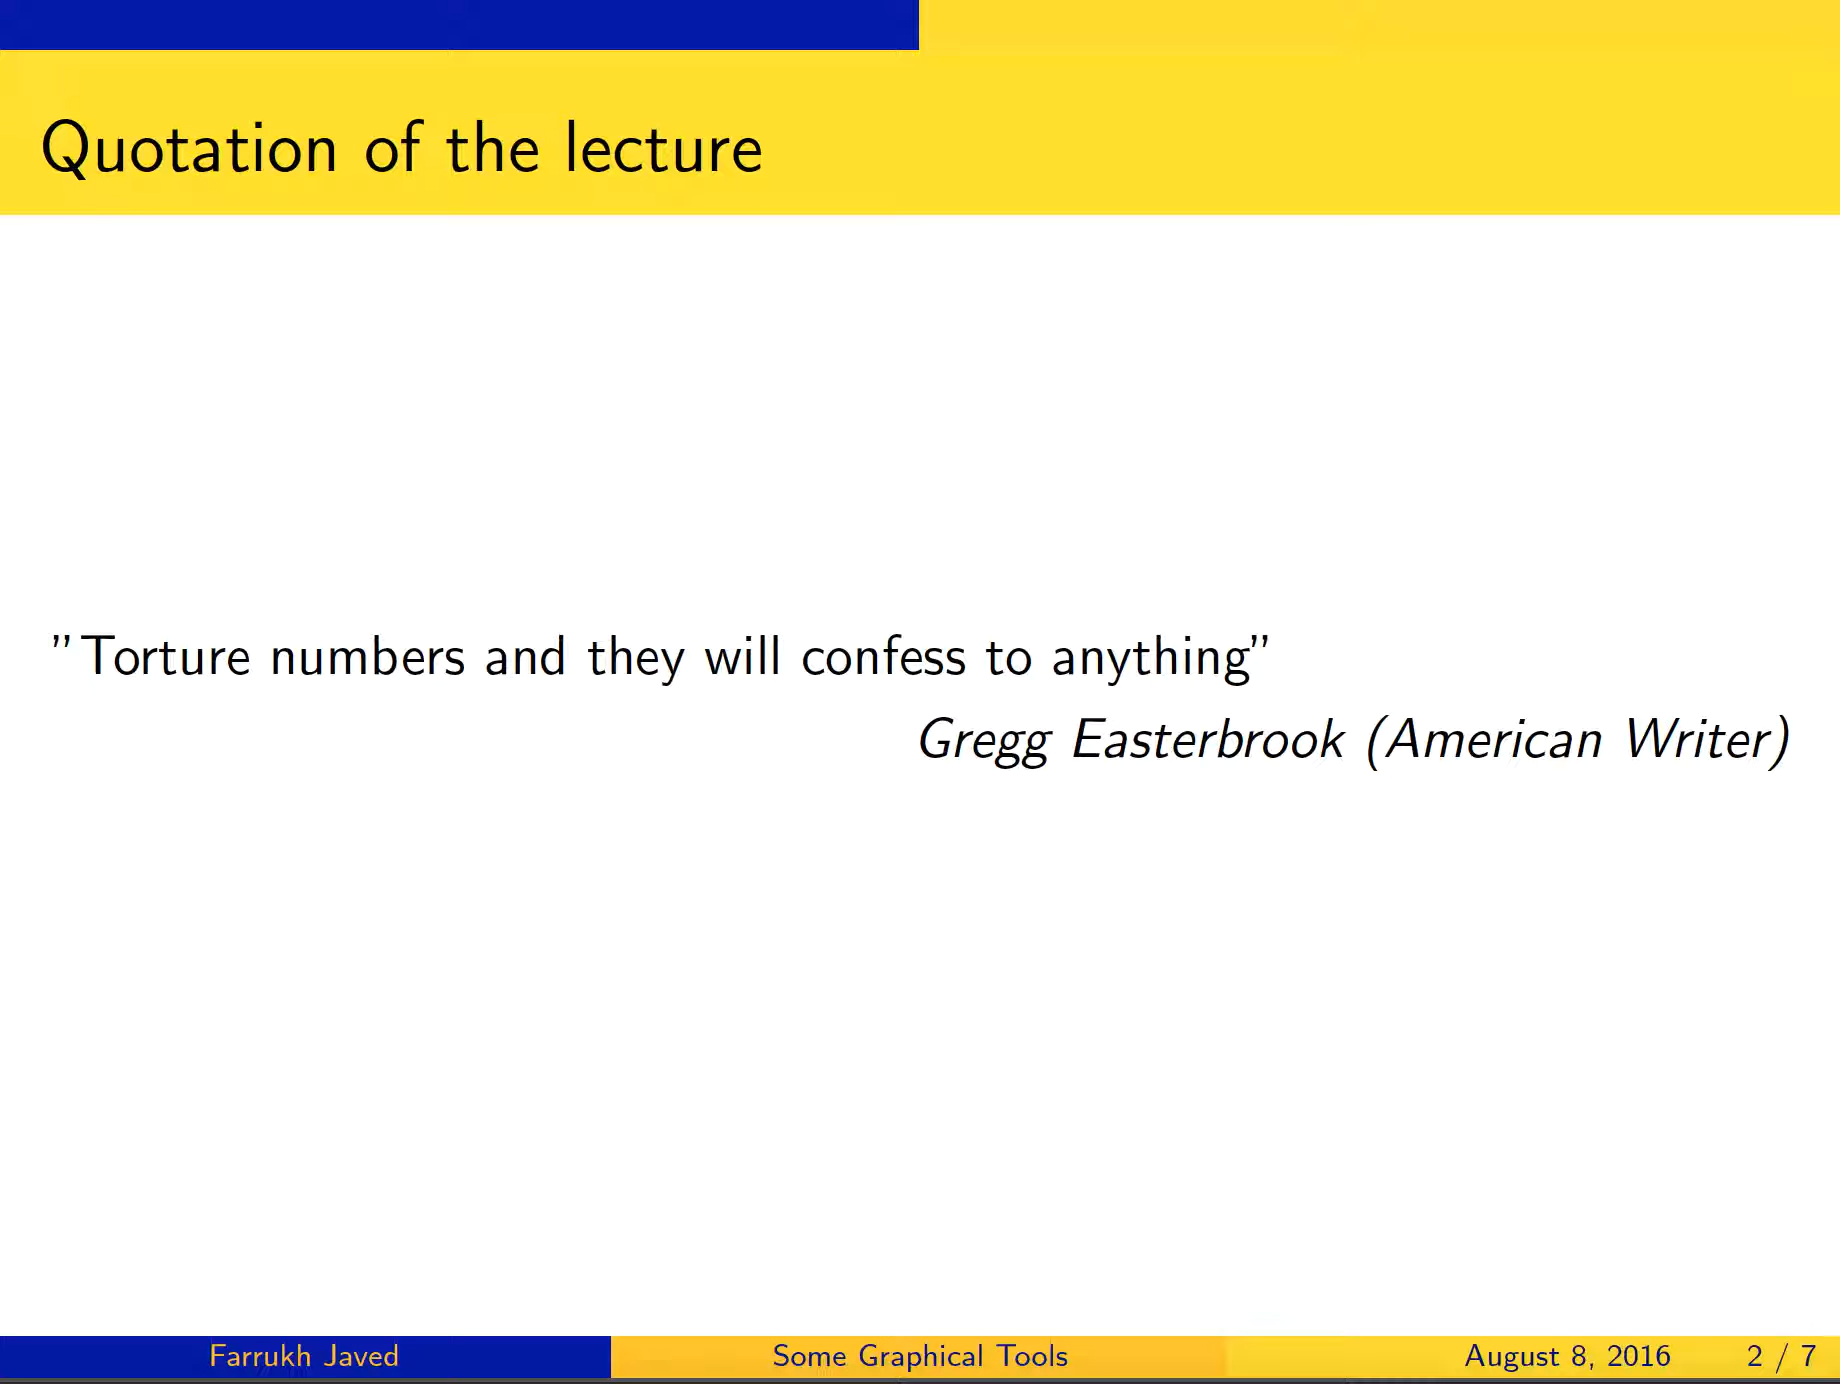 Quotation of the lecture
”Torture numbers and they will confess to anything”
Gregg Easterbrook (American Writer)
Farrukh Javed Some Graphical Tools August 8, 2016 2 / 7